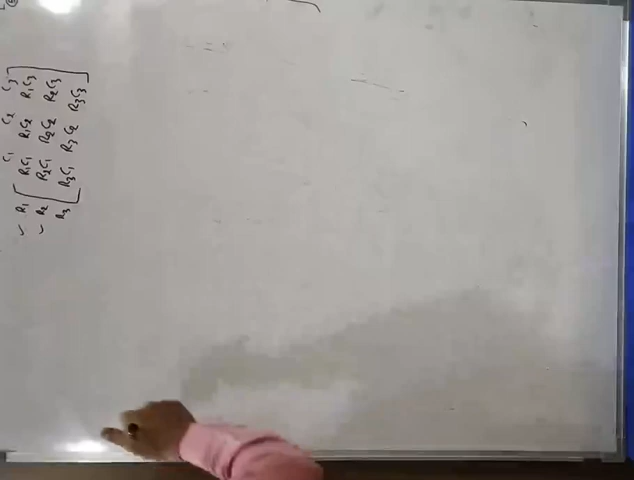 C₁ C₂ C₃
✓ R₁ [ R₁C₁ R₁C₂ R₁C₃ ]
✓ R₂ [ R₂C₁ R₂C₂ R₂C₃ ]
R₃ [ R₃C₁ R₃C₂ R₃C₃ ]